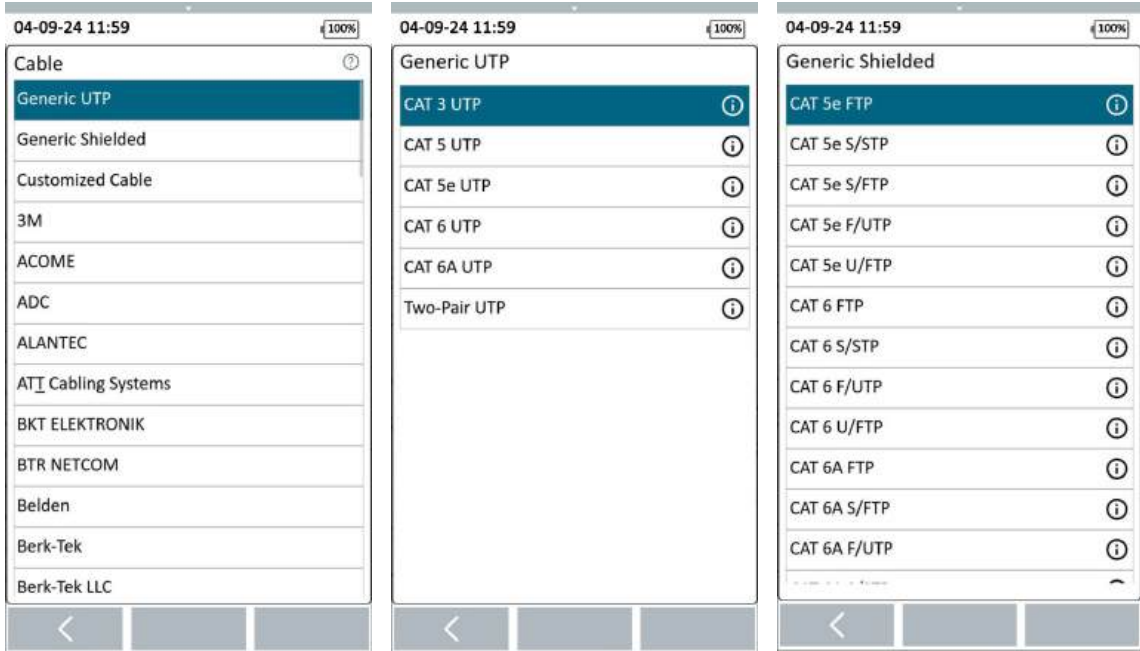 04-09-24 11:59
100%
Cable
Generic UTP
Generic Shielded
Customized Cable
3M
ACOME
ADC
ALANTEC
ATT Cabling Systems
BKT ELEKTRONIK
BTR NETCOM
Belden
Berk-Tek
Berk-Tek LLC
04-09-24 11:59
100%
Generic UTP
CAT 3 UTP
CAT 5 UTP
CAT 5e UTP
CAT 6 UTP
CAT 6A UTP
Two-Pair UTP
04-09-24 11:59
100%
Generic Shielded
CAT 5e FTP
CAT 5e S/STP
CAT 5e S/FTP
CAT 5e F/UTP
CAT 5e U/FTP
CAT 6 FTP
CAT 6 S/STP
CAT 6 F/UTP
CAT 6 U/FTP
CAT 6A FTP
CAT 6A S/FTP
CAT 6A F/UTP